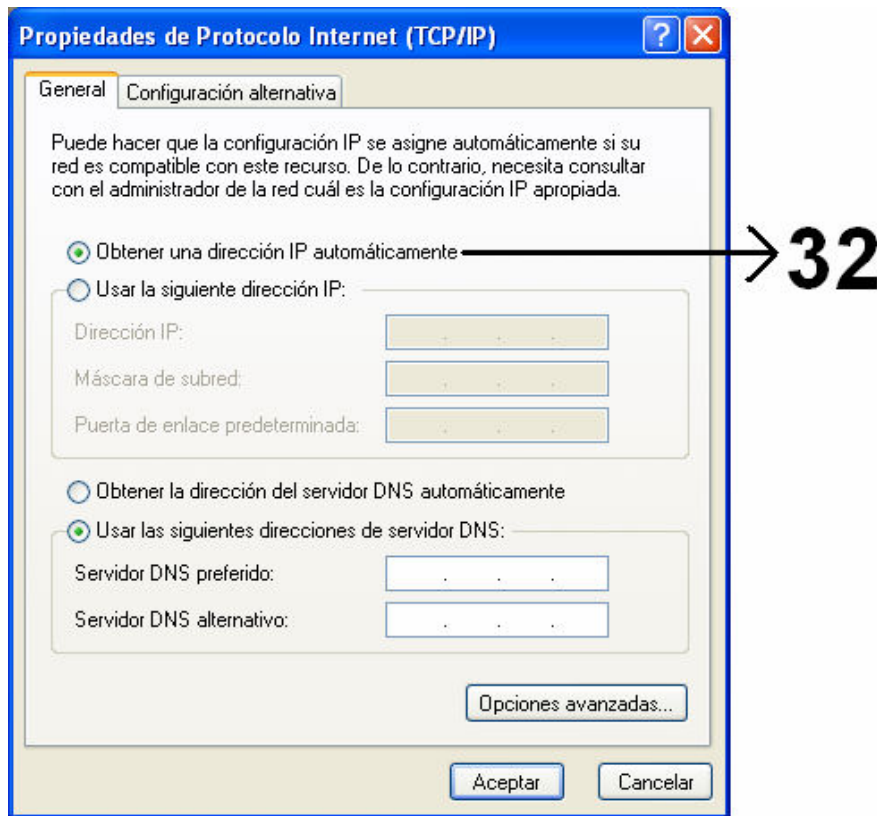 Propiedades de Protocolo Internet (TCP/IP)
General
Configuración alternativa
Puede hacer que la configuración IP se asigne automáticamente si su
red es compatible con este recurso. De lo contrario, necesita consultar
con el administrador de la red cuál es la configuración IP apropiada.
Obtener una dirección IP automáticamente
32
Usar la siguiente dirección IP:
Dirección IP:
Máscara de subred:
Puerta de enlace predeterminada:
Obtener la dirección del servidor DNS automáticamente
Usar las siguientes direcciones de servidor DNS:
Servidor DNS preferido:
Servidor DNS alternativo:
Opciones avanzadas...
Aceptar
Cancelar